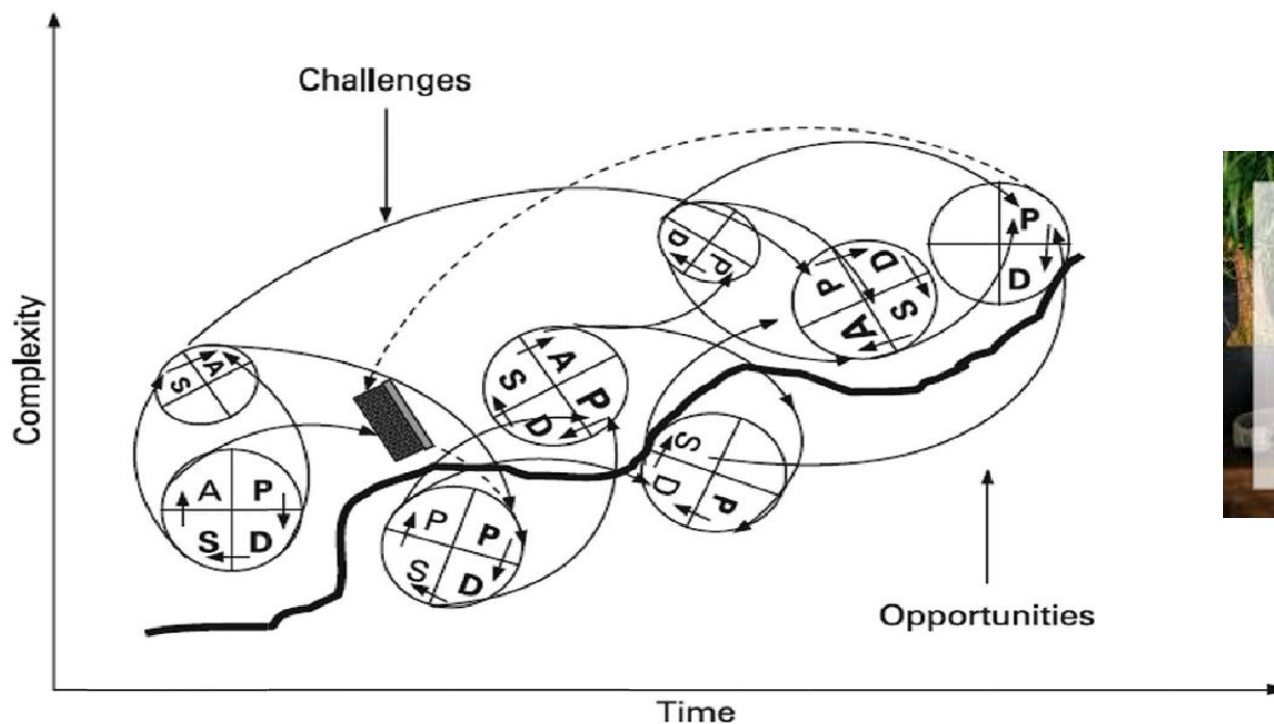 Challenges
Complexity
A S
A P
S D
P P
S D
A
S P
D
D P
S
D P
P D
A S
P
D
Opportunities
Time